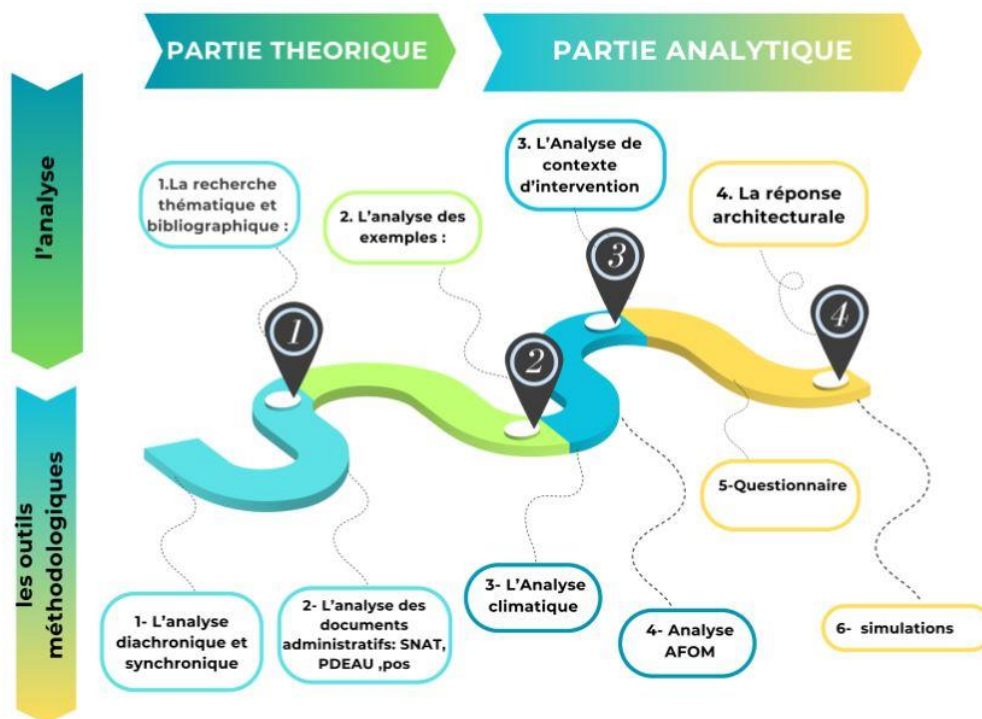 PARTIE THEORIQUE
PARTIE ANALYTIQUE
l'analyse
1.La recherche
thématique et
bibliographique :
2. L'analyse des
exemples :
3. L'Analyse de
contexte
d'intervention
4. La réponse
architecturale
1
2
3
4
les outils
méthodologiques
1- L'analyse
diachronique et
synchronique
2- L'analyse des
documents
administratifs: SNAT,
PDEAU ,pos
3- L'Analyse
climatique
4- Analyse
AFOM
5-Questionnaire
6- simulations